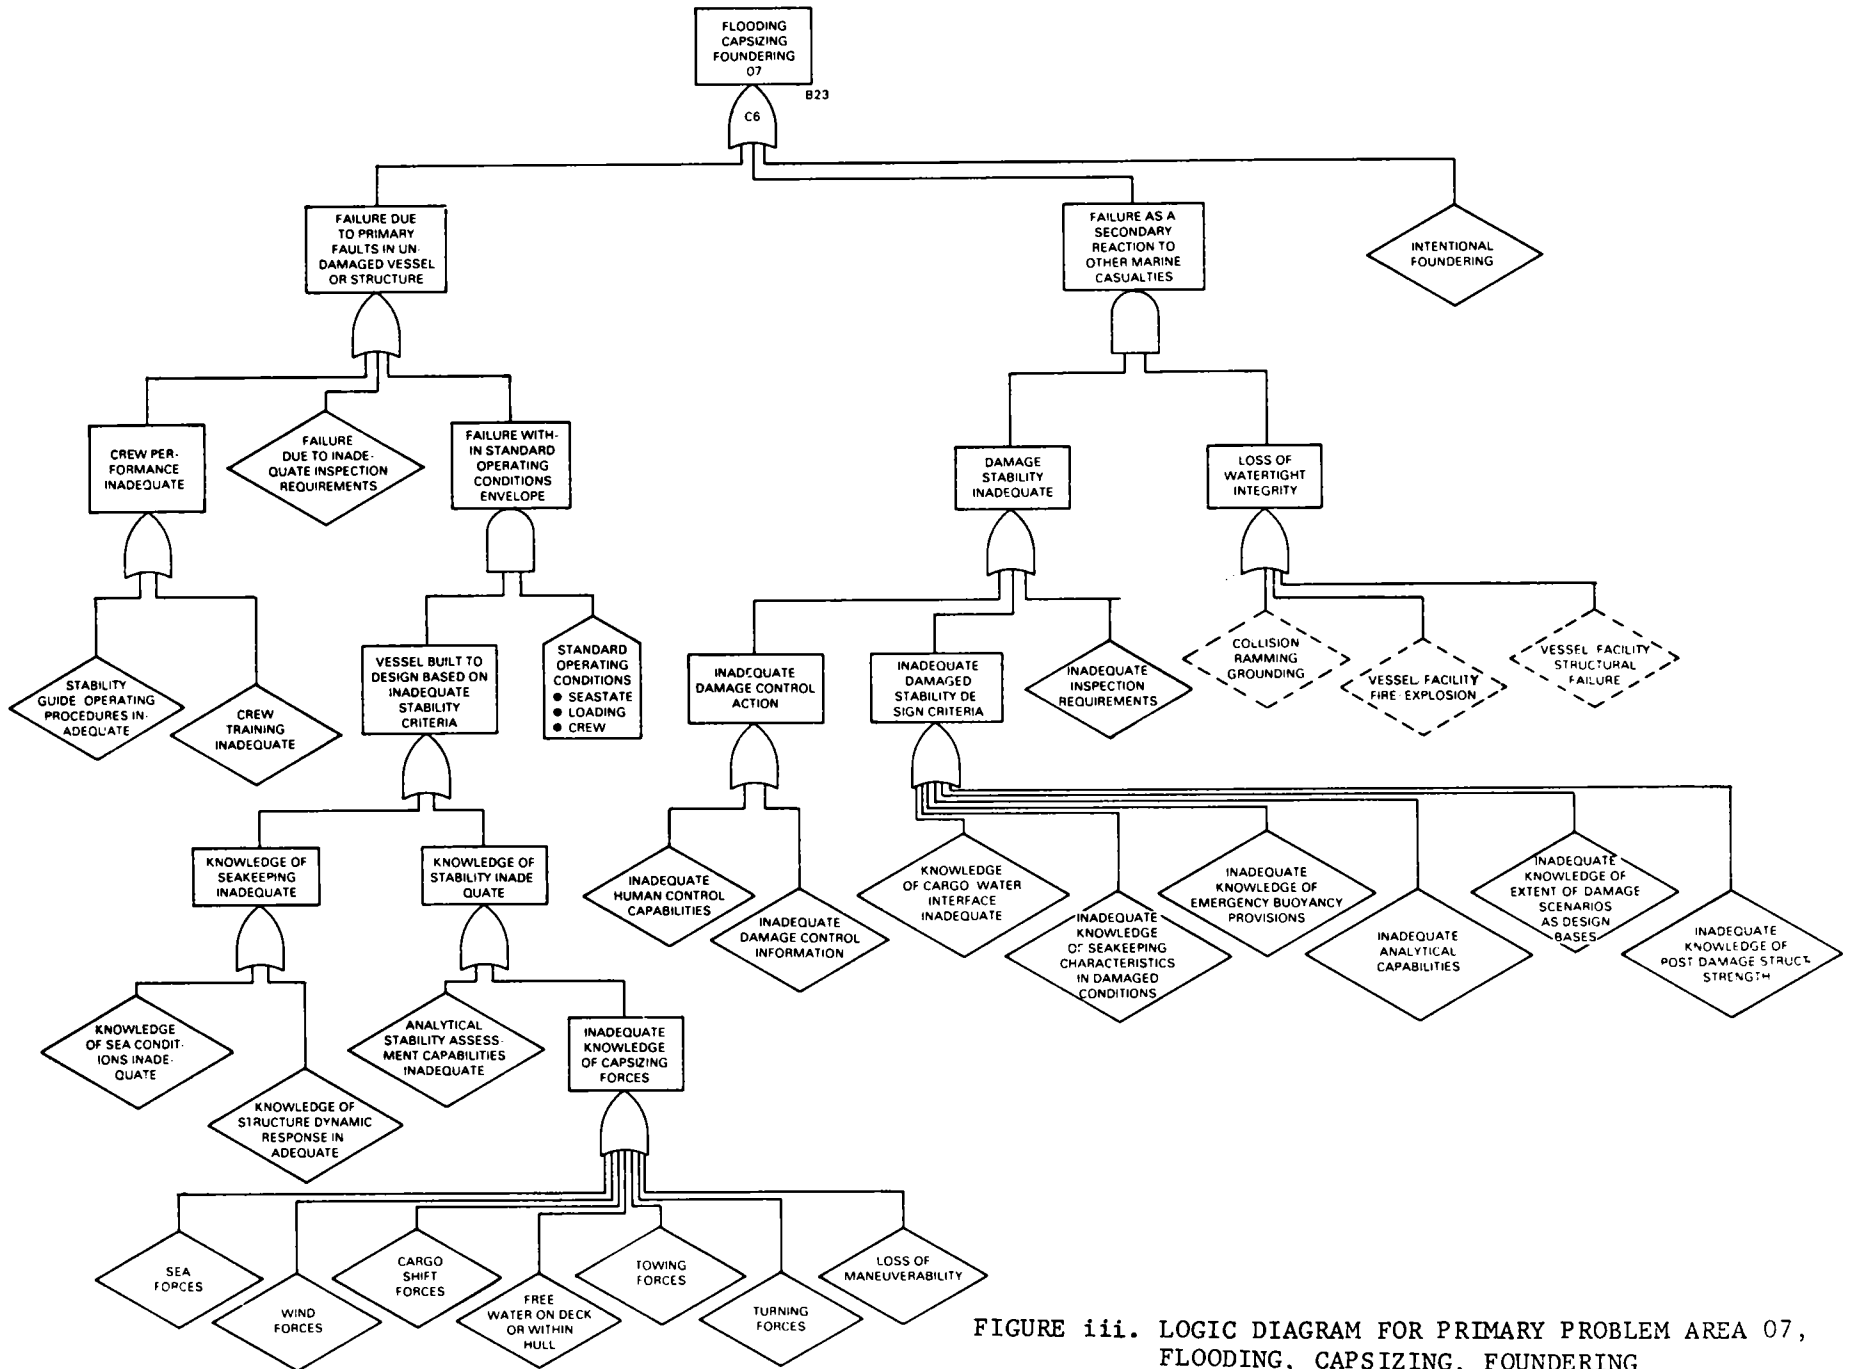 FLOODING
CAPSIZING
FOUNDERING
07
B23
C6
FAILURE DUE
TO PRIMARY
FAULTS IN UN-
DAMAGED VESSEL
OR STRUCTURE
FAILURE AS A
SECONDARY
REACTION TO
OTHER MARINE
CASUALTIES
INTENTIONAL
FOUNDERING
CREW PER-
FORMANCE
INADEQUATE
FAILURE
DUE TO INADE-
QUATE INSPECTION
REQUIREMENTS
FAILURE WITH-
IN STANDARD
OPERATING
CONDITIONS
ENVELOPE
DAMAGE
STABILITY
INADEQUATE
LOSS OF
WATERTIGHT
INTEGRITY
STABILITY
GUIDE OPERATING
PROCEDURES IN-
ADEQUATE
CREW
TRAINING
INADEQUATE
VESSEL BUILT TO
DESIGN BASED ON
INADEQUATE
STABILITY
CRITERIA
STANDARD
OPERATING
CONDITIONS
● SEASTATE
● LOADING
● CREW
INADEQUATE
DAMAGE CONTROL
ACTION
INADEQUATE
DAMAGED
STABILITY DE
SIGN CRITERIA
INADEQUATE
INSPECTION
REQUIREMENTS
COLLISION
RAMMING
GROUNDING
VESSEL FACILITY
FIRE EXPLOSION
VESSEL FACILITY
STRUCTURAL
FAILURE
KNOWLEDGE OF
SEAKEEPING
INADEQUATE
KNOWLEDGE OF
STABILITY INADE
QUATE
INADEQUATE
HUMAN CONTROL
CAPABILITIES
INADEQUATE
DAMAGE CONTROL
INFORMATION
KNOWLEDGE
OF CARGO WATER
INTERFACE
INADEQUATE
INADEQUATE
KNOWLEDGE
OF SEAKEEPING
CHARACTERISTICS
IN DAMAGED
CONDITIONS
INADEQUATE
KNOWLEDGE OF
EMERGENCY BUOYANCY
PROVISIONS
INADEQUATE
ANALYTICAL
CAPABILITIES
INADEQUATE
KNOWLEDGE OF
EXTENT OF DAMAGE
SCENARIOS
AS DESIGN
BASES
INADEQUATE
KNOWLEDGE OF
POST DAMAGE STRUCT.
STRENGTH
KNOWLEDGE
OF SEA CONDIT-
IONS INADE-
QUATE
KNOWLEDGE OF
STRUCTURE DYNAMIC
RESPONSE IN
ADEQUATE
ANALYTICAL
STABILITY ASSESS-
MENT CAPABILITIES
INADEQUATE
INADEQUATE
KNOWLEDGE
OF CAPSIZING
FORCES
SEA
FORCES
WIND
FORCES
CARGO
SHIFT
FORCES
FREE
WATER ON DECK
OR WITHIN
HULL
TOWING
FORCES
TURNING
FORCES
LOSS OF
MANEUVERABILITY
FIGURE iii. LOGIC DIAGRAM FOR PRIMARY PROBLEM AREA 07,
FLOODING, CAPSIZING, FOUNDERING